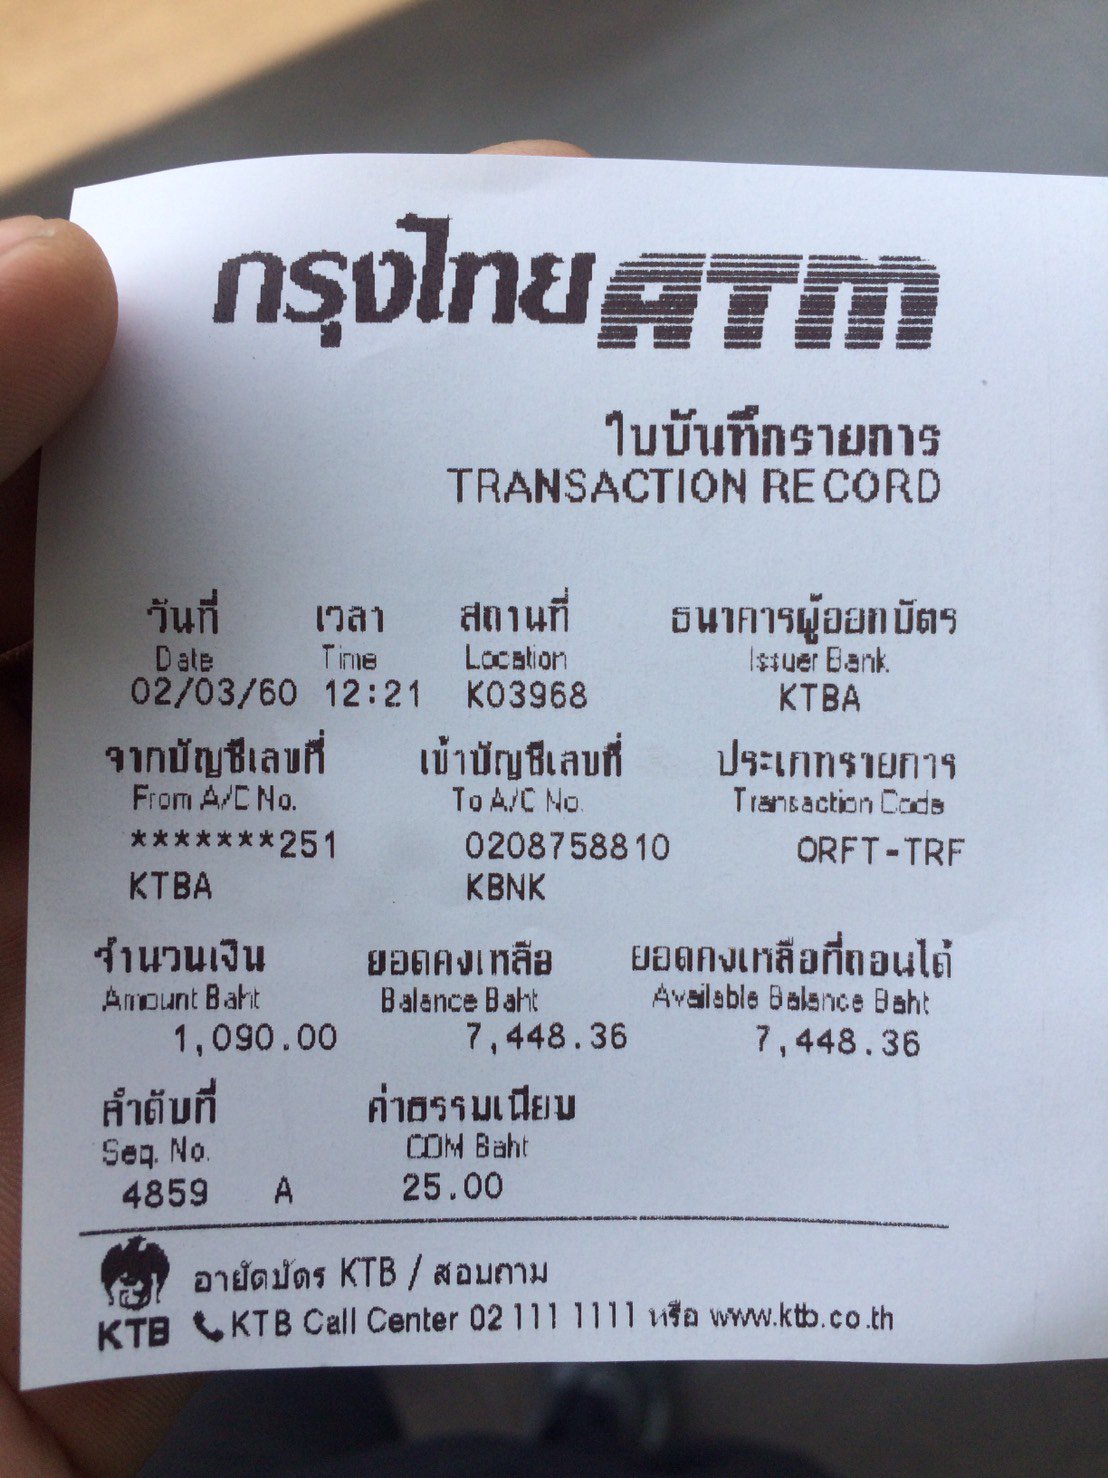 กรุงไทย ATM
ใบบันทึกรายการ
TRANSACTION RECORD
วันที่ เวลา สถานที่ ธนาคารผู้ออกบัตร
Date Time Location Issuer Bank
02/03/60 12:21 K03968 KTBA
จากบัญชีเลขที่ เข้าบัญชีเลขที่ ประเภทรายการ
From A/C No. To A/C No. Transaction Code
*******251 0208758810 ORFT-TRF
KTBA KBNK
จำนวนเงิน ยอดคงเหลือ ยอดคงเหลือที่ถอนได้
Amount Baht Balance Baht Available Balance Baht
1,090.00 7,448.36 7,448.36
ลำดับที่ ค่าธรรมเนียม
Seq. No. COM Baht
4859 A 25.00
อายัดบัตร KTB / สอบถาม
KTB KTB Call Center 02 111 1111 หรือ www.ktb.co.th